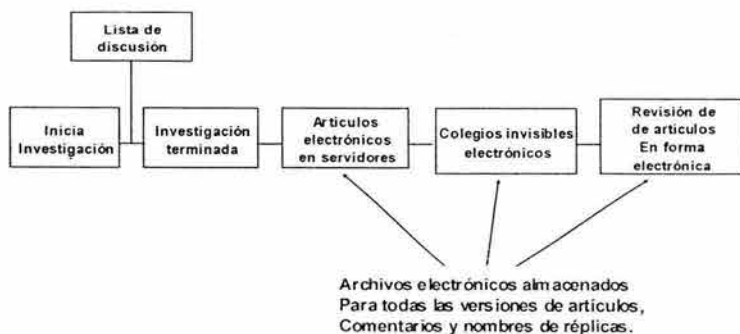 Lista de
discusión
Inicia
Investigación
Investigación
terminada
Artículos
electrónicos
en servidores
Colegios invisibles
electrónicos
Revisión de
de artículos
En forma
electrónica
Archivos electrónicos almacenados
Para todas las versiones de artículos,
Comentarios y nombres de réplicas.